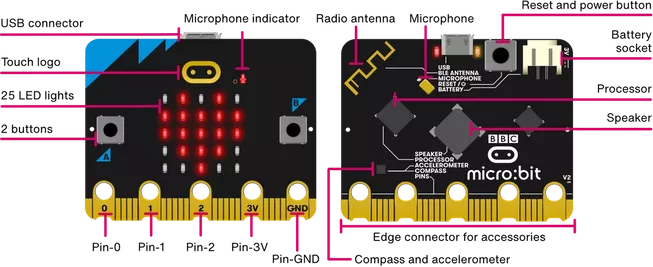 USB connector
Microphone indicator
Touch logo
25 LED lights
2 buttons
A
B
0
1
2
3V
GND
Pin-0
Pin-1
Pin-2
Pin-3V
Pin-GND
Radio antenna
Microphone
Reset and power button
Battery
socket
Processor
Speaker
3V
USB
BLE ANTENNA
MICROPHONE
RESET/
BATTERY
SPEAKER
PROCESSOR
ACCELEROMETER
COMPASS
PINS
BBC
micro:bit
V2
Edge connector for accessories
Compass and accelerometer